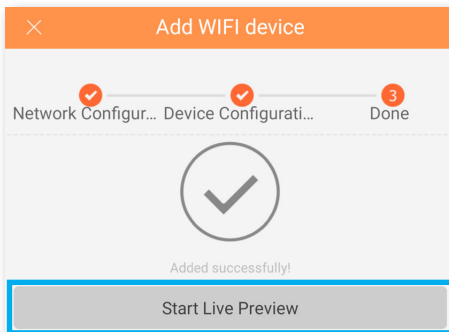 Add WIFI device
3
Network Configur... Device Configurati... Done
Added successfully!
Start Live Preview